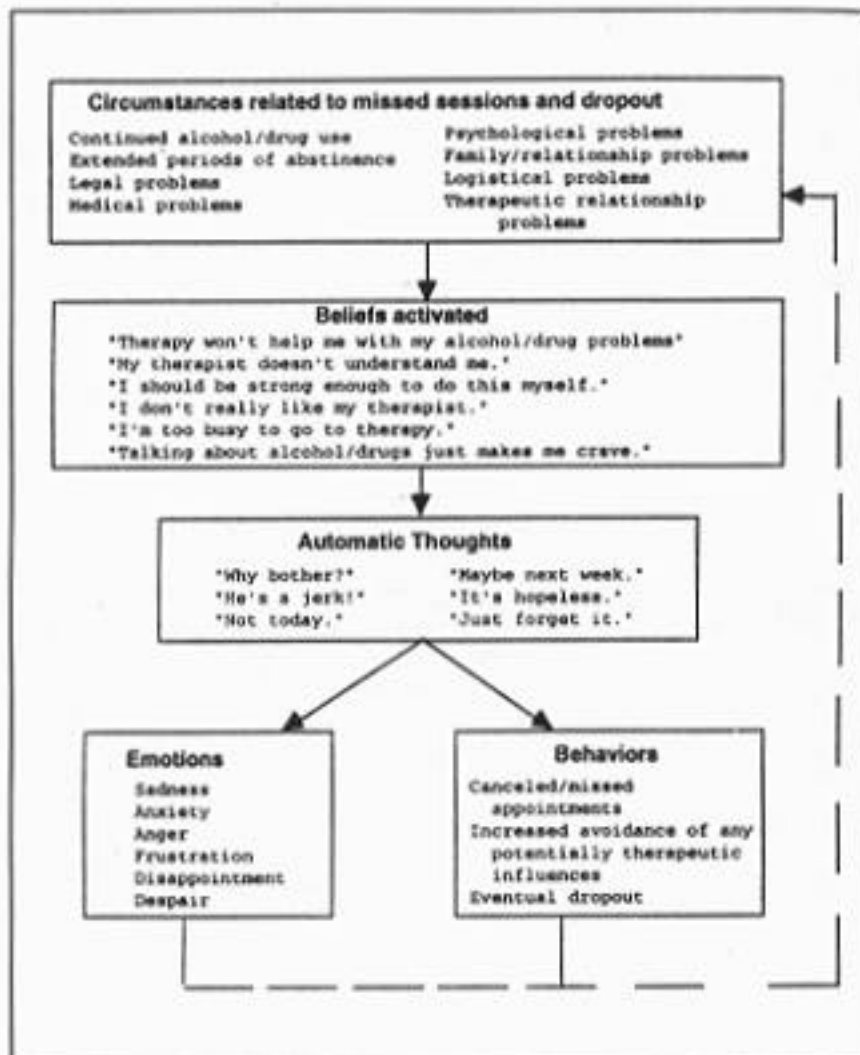 Circumstances related to missed sessions and dropout
Continued alcohol/drug use
Extended periods of abstinence
Legal problems
Medical problems
Psychological problems
Family/relationship problems
Logistical problems
Therapeutic relationship
problems
Beliefs activated
"Therapy won't help me with my alcohol/drug problems"
"My therapist doesn't understand me."
"I should be strong enough to do this myself."
"I don't really like my therapist."
"I'm too busy to go to therapy."
"Talking about alcohol/drugs just makes me crave."
Automatic Thoughts
"Why bother?"
"He's a jerk!"
"Not today."
"Maybe next week."
"It's hopeless."
"Just forget it."
Emotions
Sadness
Anxiety
Anger
Frustration
Disappointment
Despair
Behaviors
Canceled/missed
appointments
Increased avoidance of any
potentially therapeutic
influences
Eventual dropout